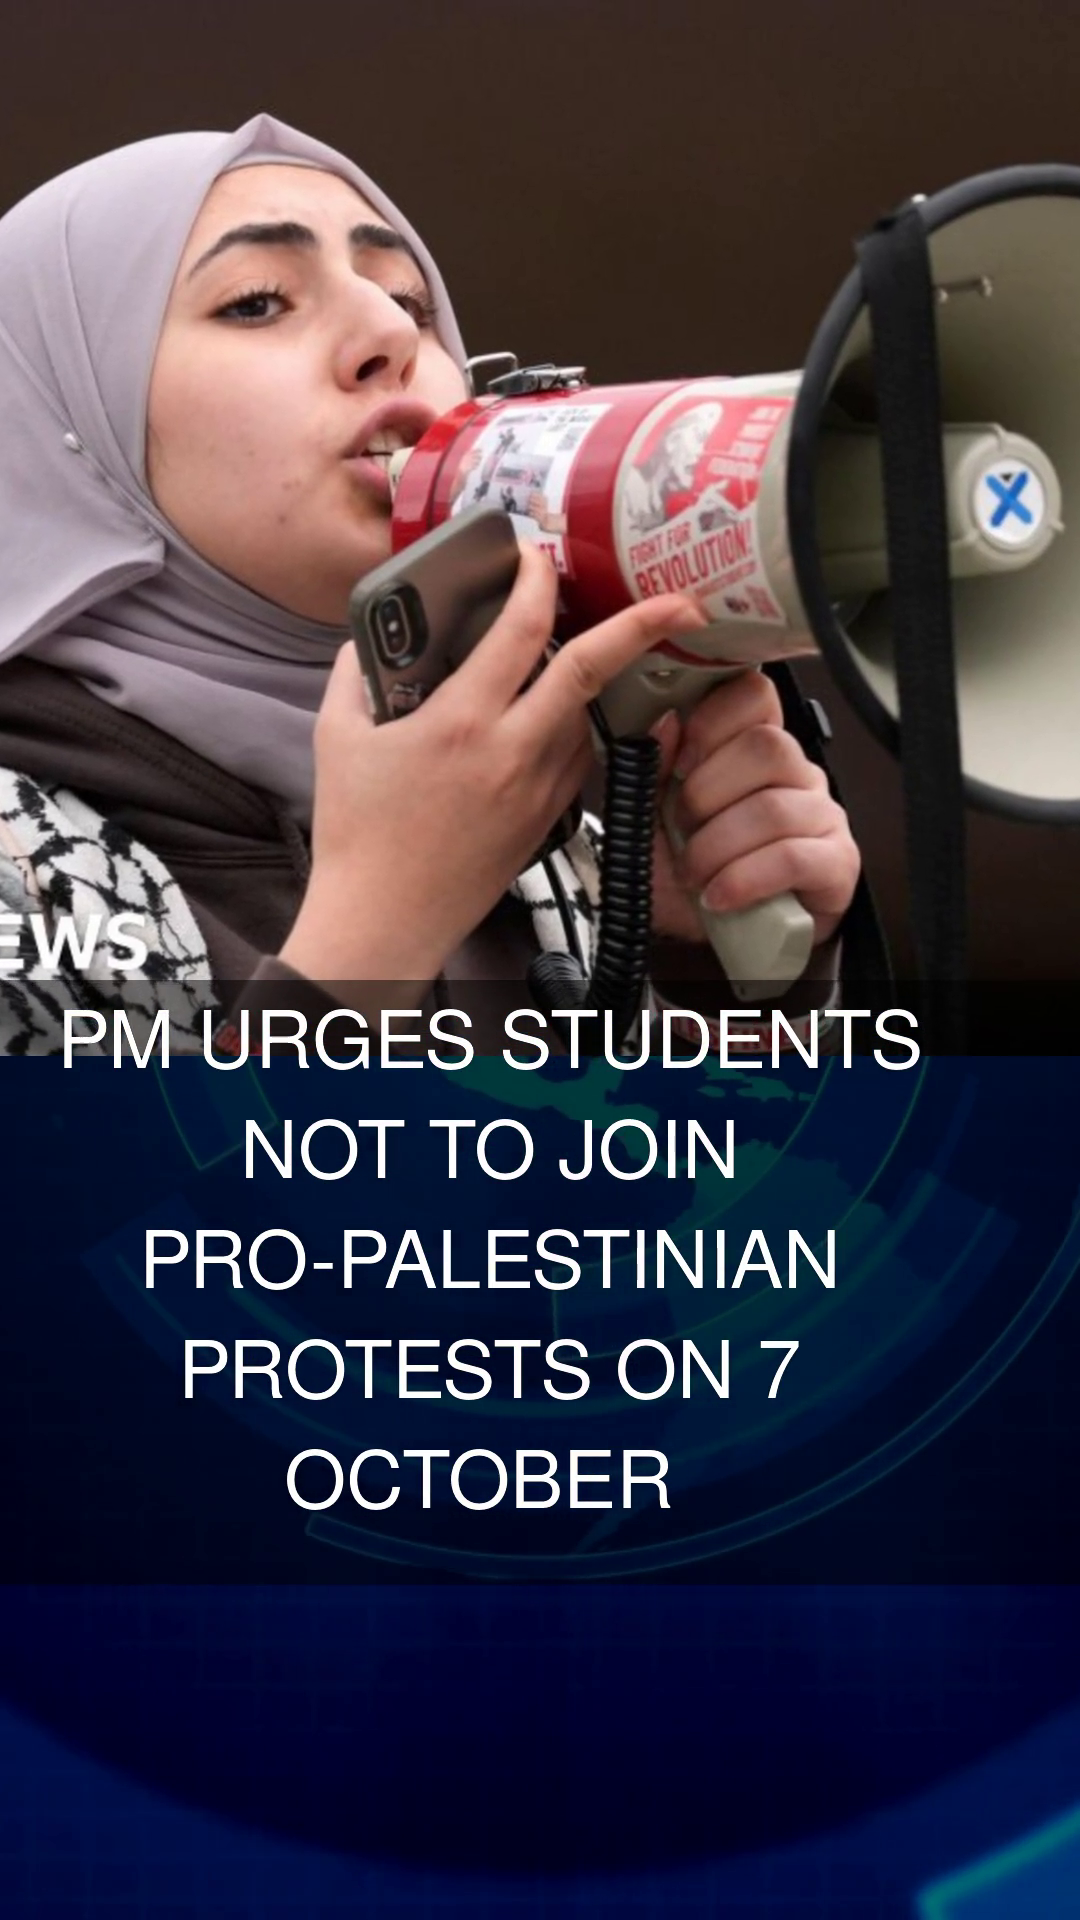 FIGHT FOR
REVOLUTION!
EWS
PM URGES STUDENTS
NOT TO JOIN
PRO-PALESTINIAN
PROTESTS ON 7
OCTOBER